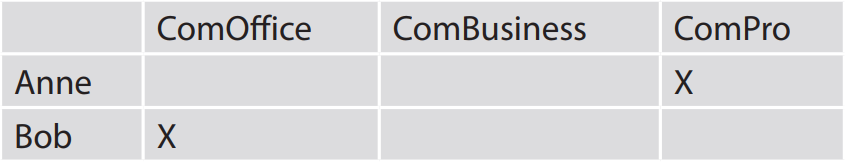 ComOffice ComBusiness ComPro
Anne X
Bob X